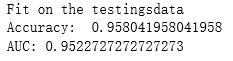 Fit on the testingsdata
Accuracy:  0.958041958041958
AUC: 0.9522727272727273